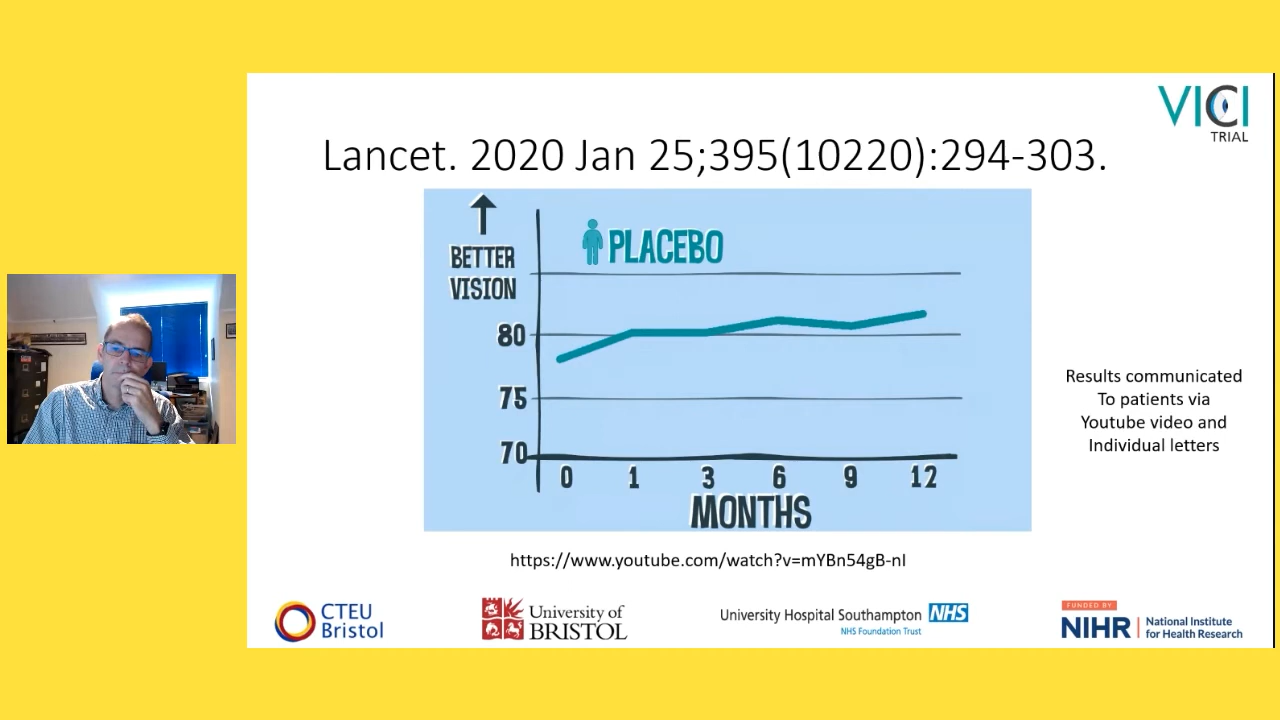 VICI
TRIAL
Lancet. 2020 Jan 25;395(10220):294-303.
BETTER
VISION
PLACEBO
80
75
70
0 1 3 6 9 12
MONTHS
Results communicated
To patients via
Youtube video and
Individual letters
https://www.youtube.com/watch?v=mYBn54gB-nI
CTEU
Bristol
University of
BRISTOL
University Hospital Southampton NHS
NHS Foundation Trust
FUNDED BY
NIHR National Institute
for Health Research